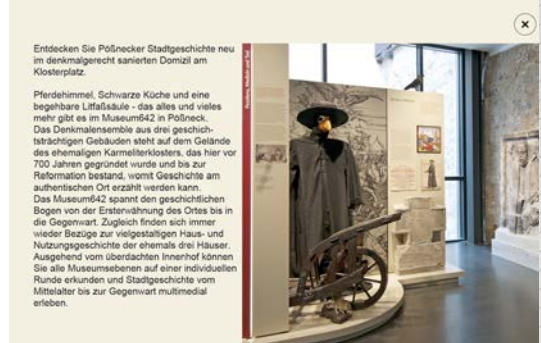 Entdecken Sie Pößnecker Stadtgeschichte neu
im denkmalgerecht sanierten Domizil am
Klosterplatz.
Pferdehimmel, Schwarze Küche und eine
begehbare Litfaßsäule - das alles und vieles
mehr gibt es im Museum642 in Pößneck.
Das Denkmalensemble aus drei geschich-
tsträchtigen Gebäuden steht auf dem Gelände
des ehemaligen Karmeliterklosters, das hier vor
700 Jahren gegründet wurde und bis zur
Reformation bestand, womit Geschichte am
authentischen Ort erzählt werden kann.
Das Museum642 spannt den geschichtlichen
Bogen von der Ersterwähnung des Ortes bis in
die Gegenwart. Zugleich finden sich immer
wieder Bezüge zur vielgestaltigen Haus- und
Nutzungsgeschichte der ehemals drei Häuser.
Ausgehend vom überdachten Innenhof können
Sie alle Museumsebenen auf einer individuellen
Runde erkunden und Stadtgeschichte vom
Mittelalter bis zur Gegenwart multimedial
erleben.